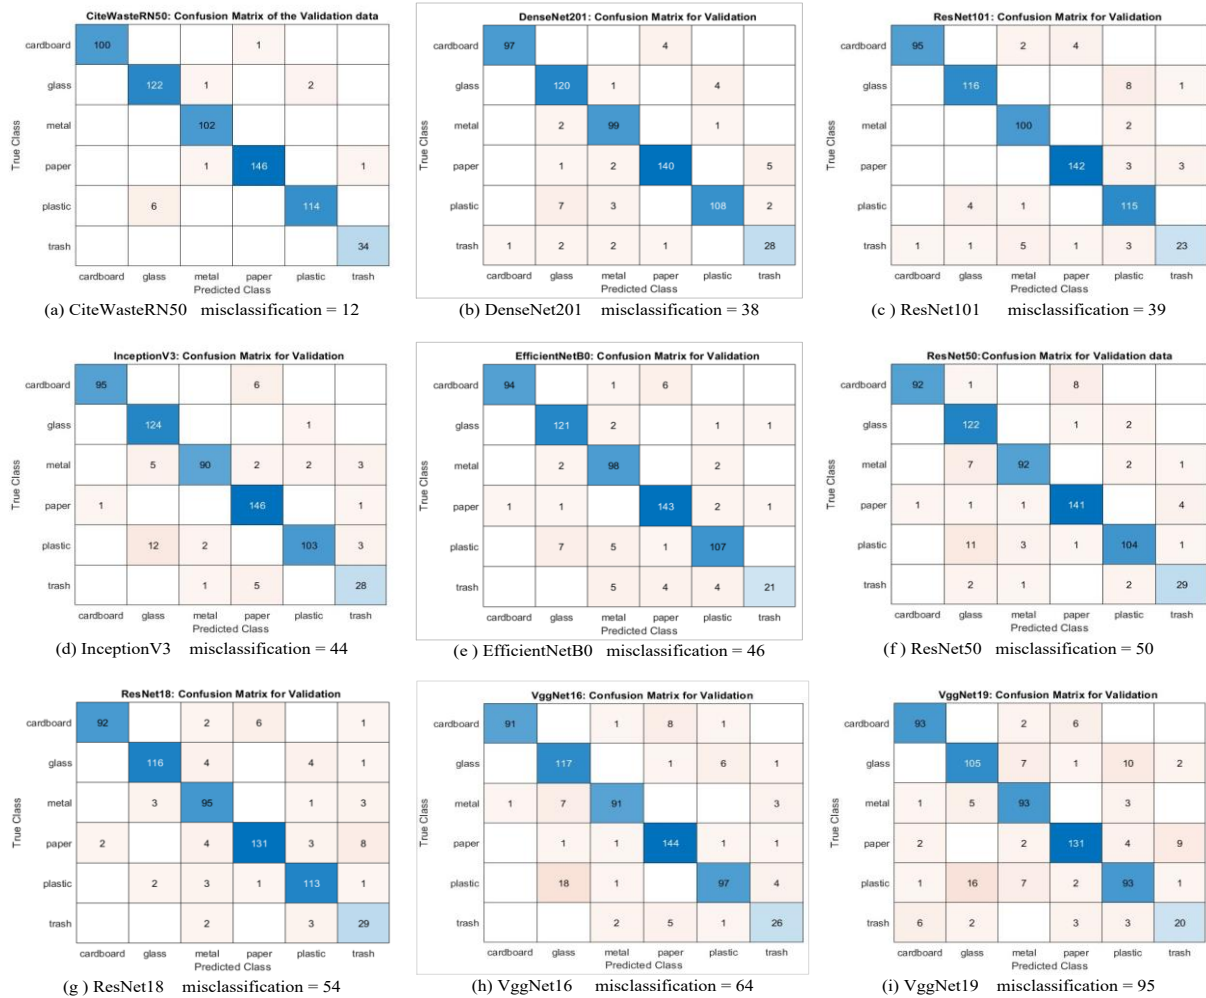 CiteWasteRN50: Confusion Matrix of the Validation data
True Class
cardboard 100 1
glass 122 1 2
metal 102
paper 1 146 1
plastic 6 114
trash 34
cardboard glass metal paper plastic trash
Predicted Class
(a) CiteWasteRN50 misclassification = 12
DenseNet201: Confusion Matrix for Validation
True Class
cardboard 97 4
glass 120 1 4
metal 2 99 1
paper 1 2 140 5
plastic 7 3 108 2
trash 1 2 2 1 28
cardboard glass metal paper plastic trash
Predicted Class
(b) DenseNet201 misclassification = 38
ResNet101: Confusion Matrix for Validation
True Class
cardboard 95 2 4
glass 116 8 1
metal 100 2
paper 142 3 3
plastic 4 1 115
trash 1 1 5 1 3 23
cardboard glass metal paper plastic trash
Predicted Class
(c ) ResNet101 misclassification = 39
InceptionV3: Confusion Matrix for Validation
True Class
cardboard 95 6
glass 124 1
metal 5 90 2 2 3
paper 1 146 1
plastic 12 2 103 3
trash 1 5 28
cardboard glass metal paper plastic trash
Predicted Class
(d) InceptionV3 misclassification = 44
EfficientNetB0: Confusion Matrix for Validation
True Class
cardboard 94 1 6
glass 121 2 1 1
metal 2 98 2
paper 1 1 143 2 1
plastic 7 5 1 107
trash 5 4 4 21
cardboard glass metal paper plastic trash
Predicted Class
(e ) EfficientNetB0 misclassification = 46
ResNet50:Confusion Matrix for Validation data
True Class
cardboard 92 1 8
glass 122 1 2
metal 7 92 2 1
paper 1 1 1 141 4
plastic 11 3 1 104 1
trash 2 1 2 29
cardboard glass metal paper plastic trash
Predicted Class
(f ) ResNet50 misclassification = 50
ResNet18: Confusion Matrix for Validation
True Class
cardboard 92 2 6 1
glass 116 4 4 1
metal 3 95 1 3
paper 2 4 131 3 8
plastic 2 3 1 113 1
trash 2 3 29
cardboard glass metal paper plastic trash
Predicted Class
(g ) ResNet18 misclassification = 54
VggNet16: Confusion Matrix for Validation
True Class
cardboard 91 1 8 1
glass 117 1 6 1
metal 1 7 91 3
paper 1 1 144 1 1
plastic 18 1 97 4
trash 2 5 1 26
cardboard glass metal paper plastic trash
Predicted Class
(h) VggNet16 misclassification = 64
VggNet19: Confusion Matrix for Validation
True Class
cardboard 93 2 6
glass 105 7 1 10 2
metal 1 5 93 3
paper 2 2 131 4 9
plastic 1 16 7 2 93 1
trash 6 2 3 3 20
cardboard glass metal paper plastic trash
Predicted Class
(i) VggNet19 misclassification = 95